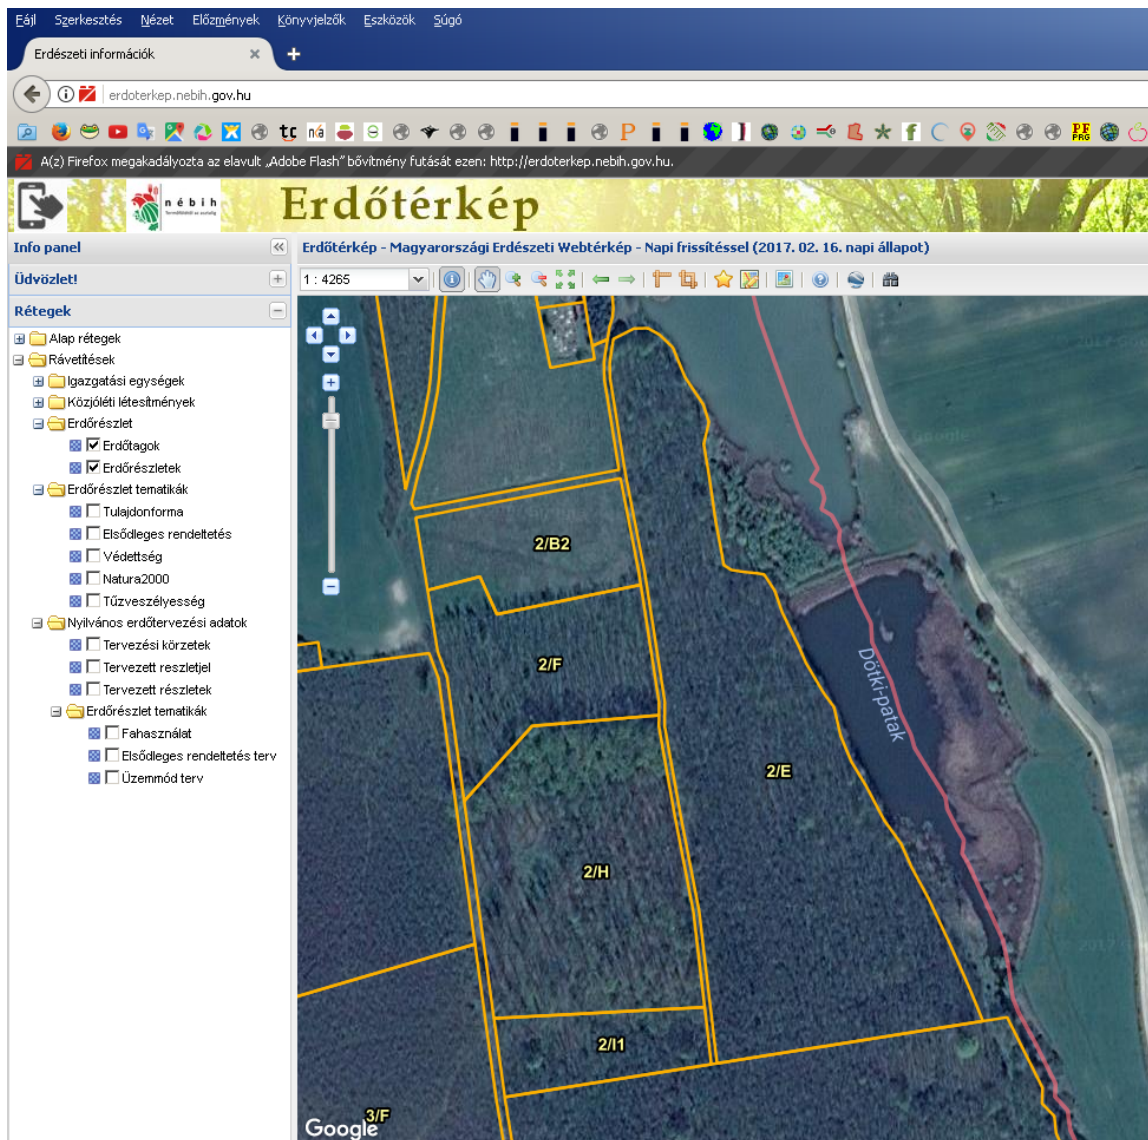 Fájl Szerkesztés Nézet Előzmények Könyvjelzők Eszközök Súgó
Erdészeti információk
erdoterkep.nebih.gov.hu
A(z) Firefox megakadályozta az elavult „Adobe Flash” bővítmény futását ezen: http://erdoterkep.nebih.gov.hu.
nébih
Erdőtérkép
Info panel
Erdőtérkép - Magyarországi Erdészeti Webtérkép - Napi frissítéssel (2017. 02. 16. napi állapot)
Üdvözlet!
1 : 4265
Rétegek
Alap rétegek
Rávetítések
Igazgatási egységek
Közjóléti létesítmények
Erdőrészlet
Erdőtagok
Erdőrészletek
Erdőrészlet tematikák
Tulajdonforma
Elsődleges rendeltetés
Védettség
Natura2000
Tűzveszélyesség
Nyilvános erdőtervezési adatok
Tervezési körzetek
Tervezett reszletjel
Tervezett részletek
Erdőrészlet tematikák
Fahasználat
Elsődleges rendeltetés terv
Üzemmód terv
Google
2/B2
2/F
Dötki-patak
2/E
2/H
2/I1
3/F
Google